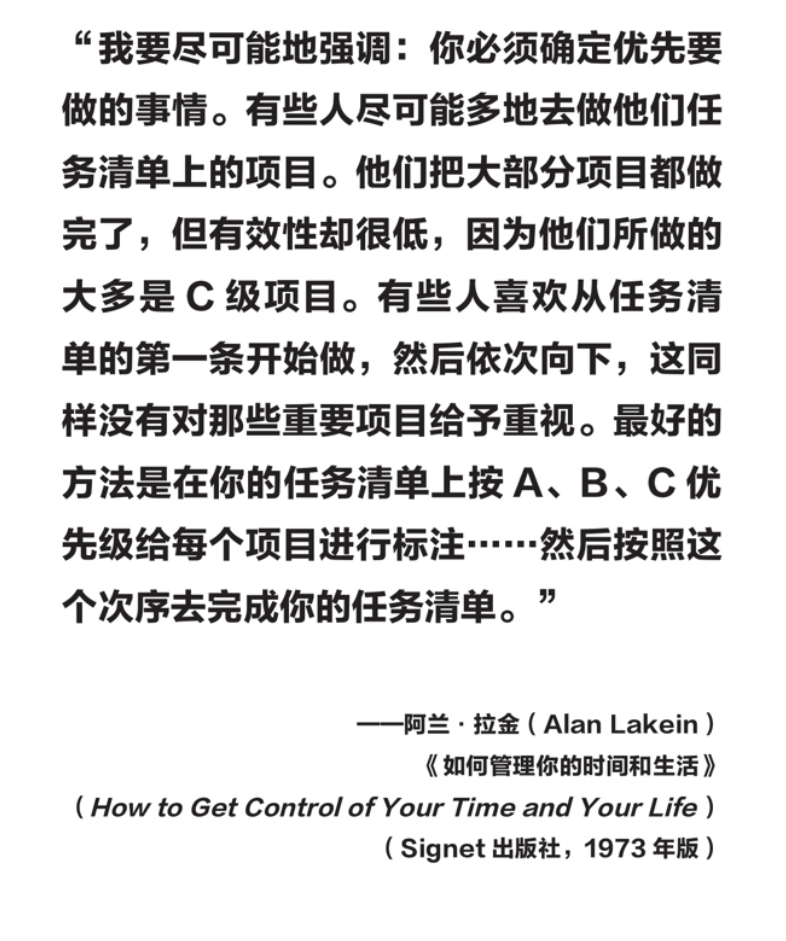 “我要尽可能地强调：你必须确定优先要
做的事情。有些人尽可能多地去做他们任
务清单上的项目。他们把大部分项目都做
完了，但有效性却很低，因为他们所做的
大多是 C 级项目。有些人喜欢从任务清
单的第一条开始做，然后依次向下，这同
样没有对那些重要项目给予重视。最好的
方法是在你的任务清单上按 A、B、C 优
先级给每个项目进行标注……然后按照这
个次序去完成你的任务清单。”
——阿兰·拉金（Alan Lakein）
《如何管理你的时间和生活》
（How to Get Control of Your Time and Your Life）
（Signet 出版社，1973 年版）